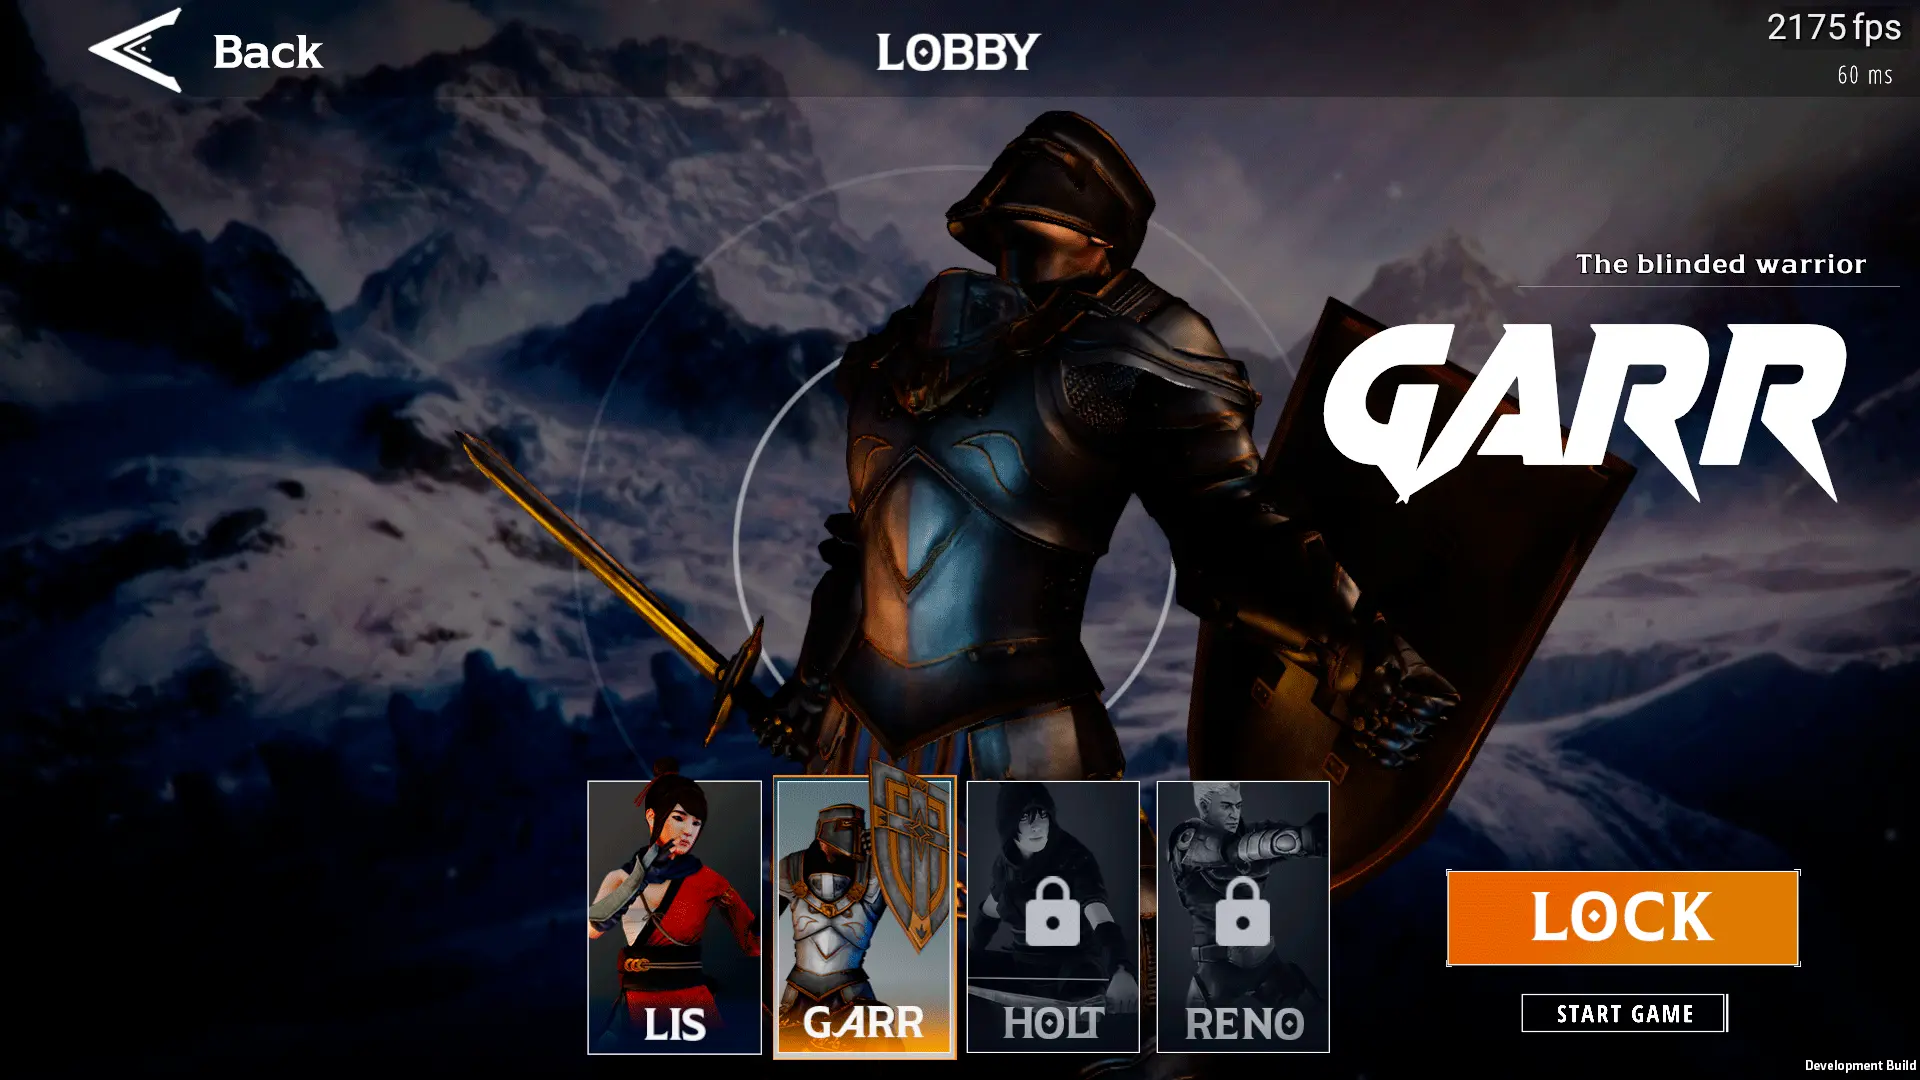 Back
LOBBY
2175 fps
60 ms
The blinded warrior
GARR
LIS
GARR
HOLT
RENO
LOCK
START GAME
Development Build